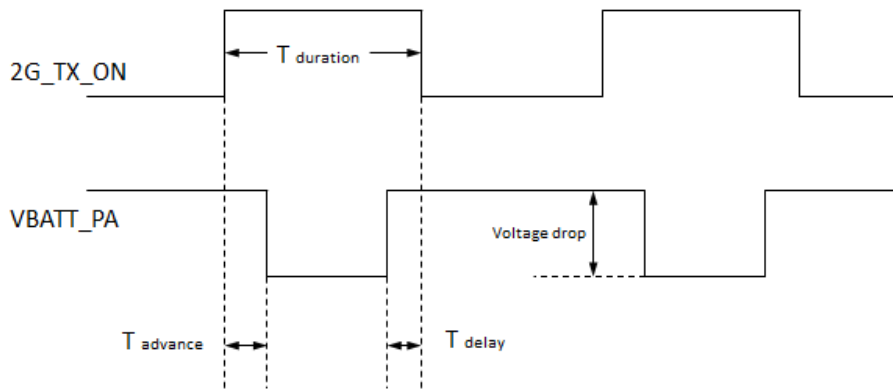 T duration
2G_TX_ON
VBATT_PA
Voltage drop
T advance
T delay